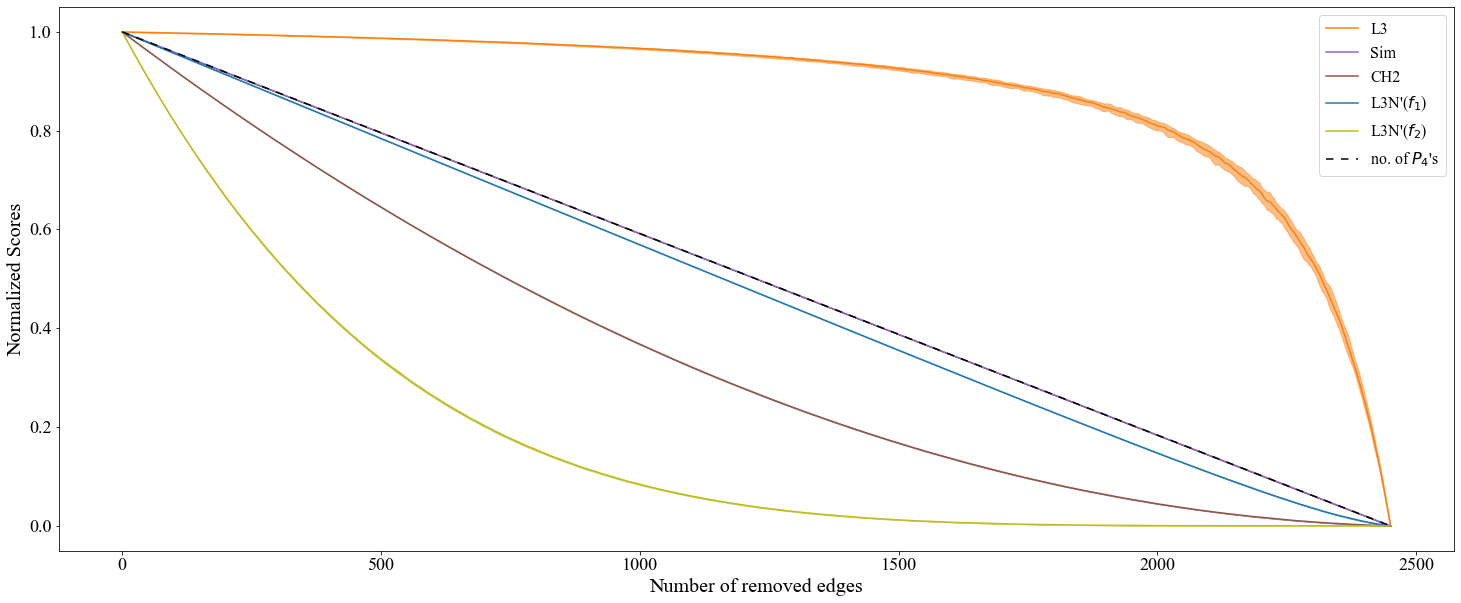 Normalized Scores
1.0
0.8
0.6
0.4
0.2
0.0
L3
Sim
CH2
L3N'(f₁)
L3N'(f₂)
no. of P₄'s
0
500
1000
1500
2000
2500
Number of removed edges